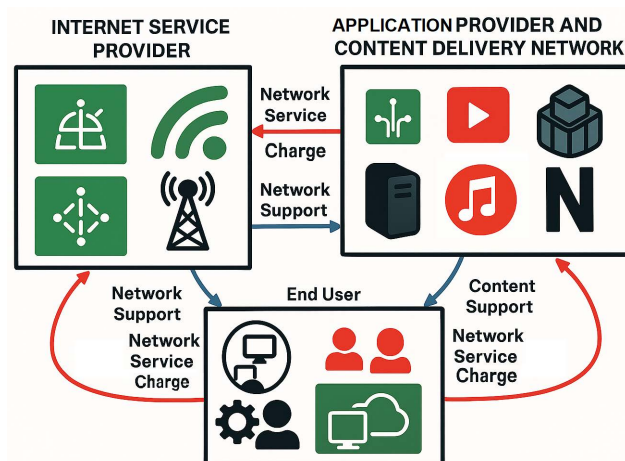 INTERNET SERVICE
PROVIDER
APPLICATION PROVIDER AND
CONTENT DELIVERY NETWORK
Network
Service
Charge
Network
Support
N
Network
Support
Network
Service
Charge
End User
Content
Support
Network
Service
Charge